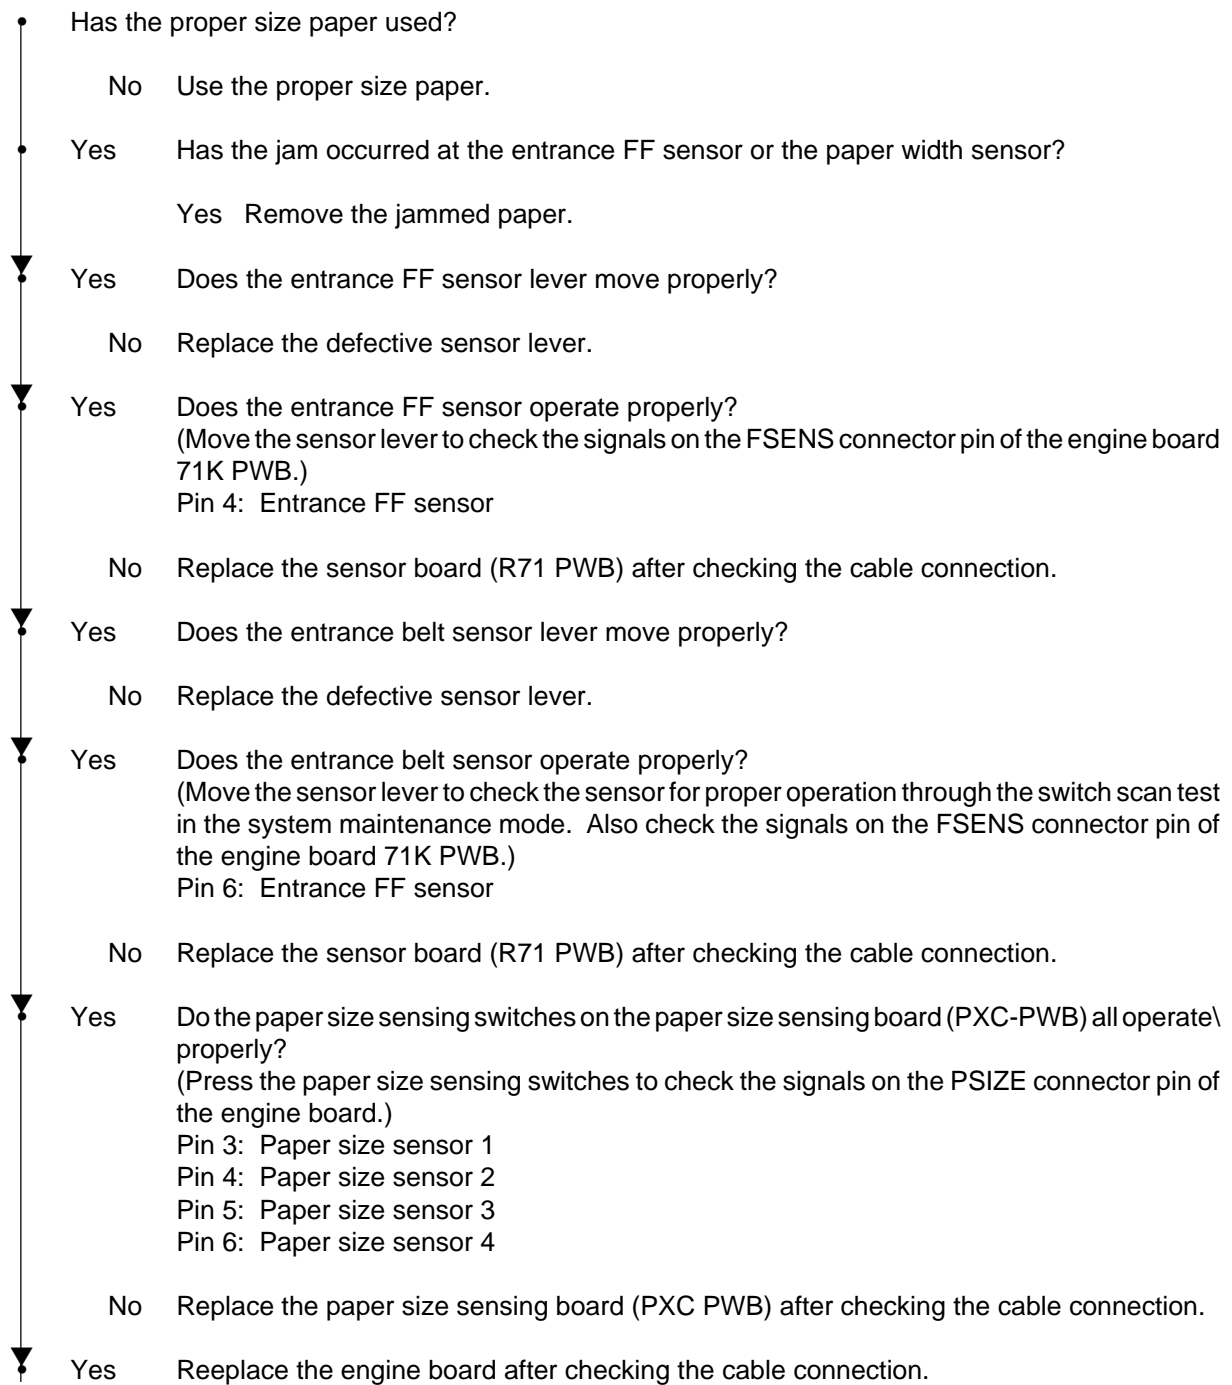 Has the proper size paper used?
No Use the proper size paper.
Yes Has the jam occurred at the entrance FF sensor or the paper width sensor?
Yes Remove the jammed paper.
Yes Does the entrance FF sensor lever move properly?
No Replace the defective sensor lever.
Yes Does the entrance FF sensor operate properly?
(Move the sensor lever to check the signals on the FSENS connector pin of the engine board
71K PWB.)
Pin 4: Entrance FF sensor
No Replace the sensor board (R71 PWB) after checking the cable connection.
Yes Does the entrance belt sensor lever move properly?
No Replace the defective sensor lever.
Yes Does the entrance belt sensor operate properly?
(Move the sensor lever to check the sensor for proper operation through the switch scan test
in the system maintenance mode. Also check the signals on the FSENS connector pin of
the engine board 71K PWB.)
Pin 6: Entrance FF sensor
No Replace the sensor board (R71 PWB) after checking the cable connection.
Yes Do the paper size sensing switches on the paper size sensing board (PXC-PWB) all operate\
properly?
(Press the paper size sensing switches to check the signals on the PSIZE connector pin of
the engine board.)
Pin 3: Paper size sensor 1
Pin 4: Paper size sensor 2
Pin 5: Paper size sensor 3
Pin 6: Paper size sensor 4
No Replace the paper size sensing board (PXC PWB) after checking the cable connection.
Yes Reeplace the engine board after checking the cable connection.